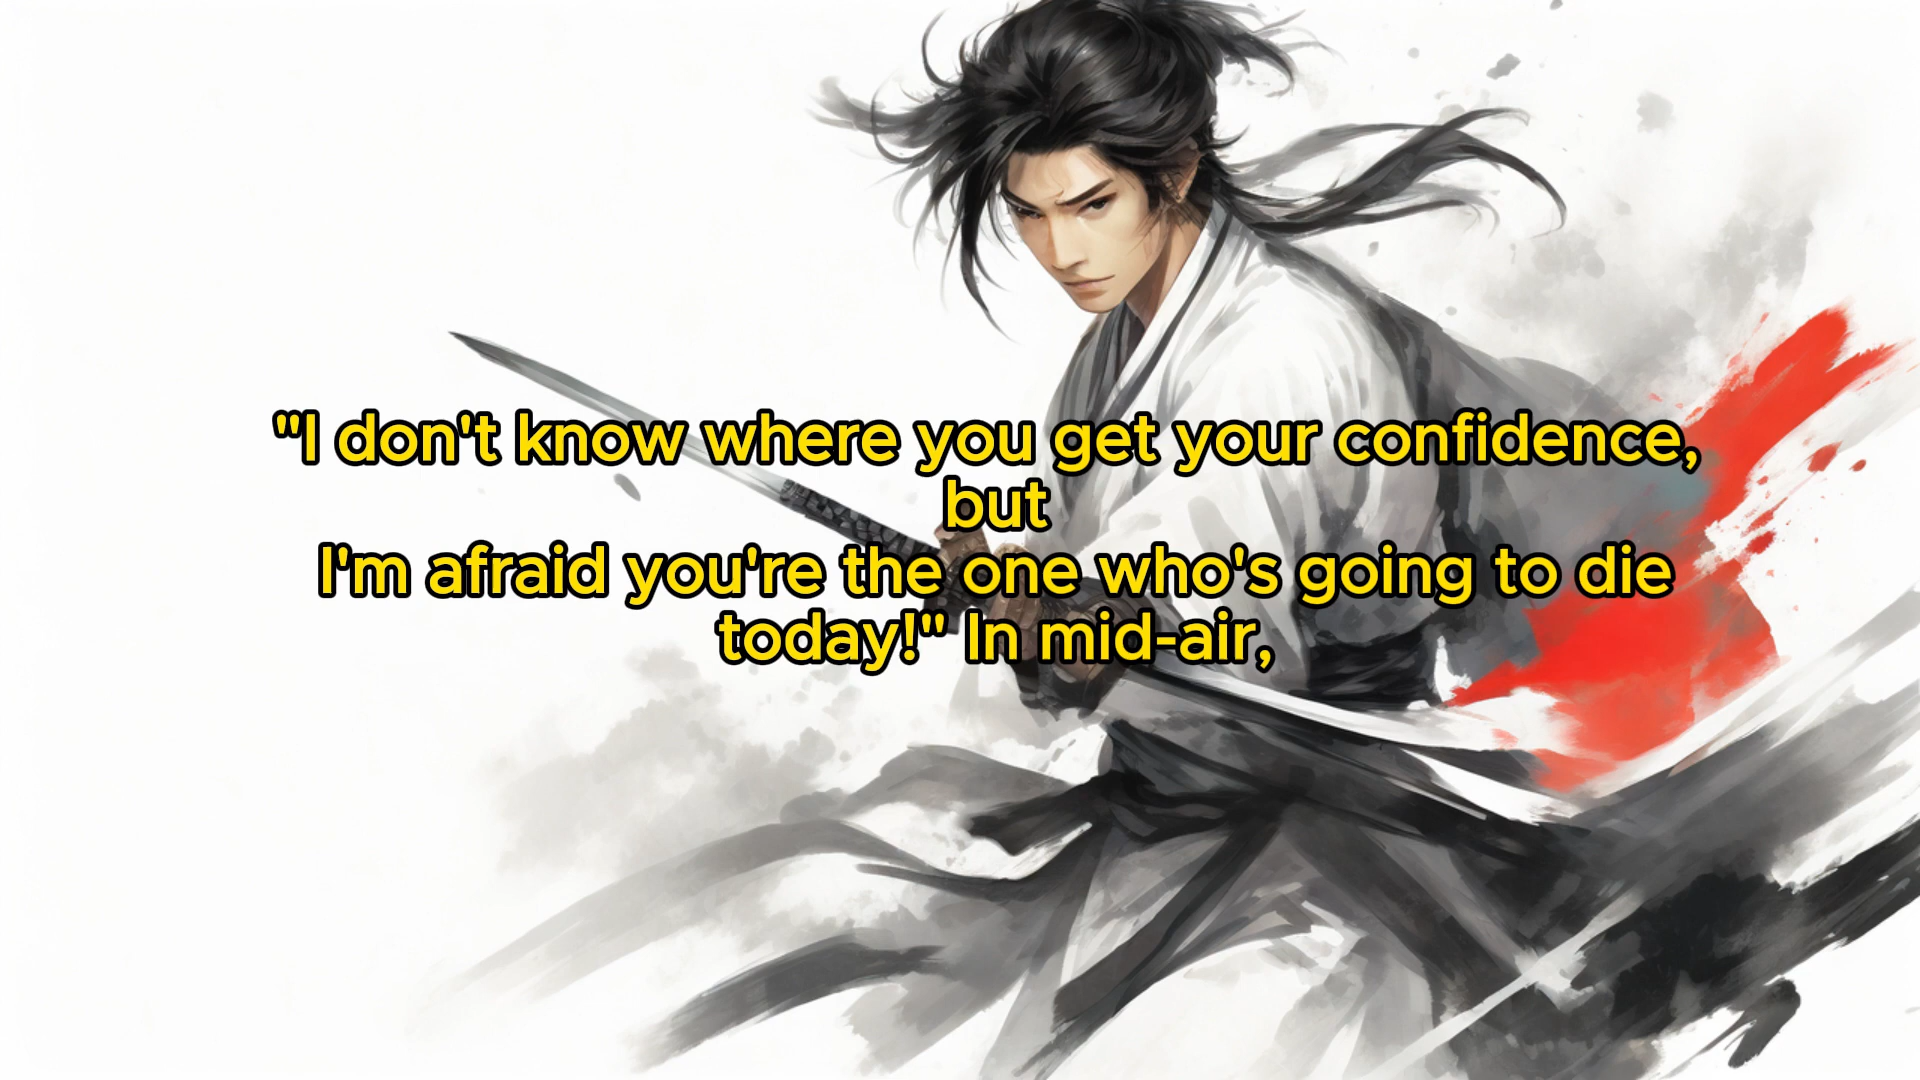 "I don't know where you get your confidence,
but
I'm afraid you're the one who's going to die
today!" In mid-air,